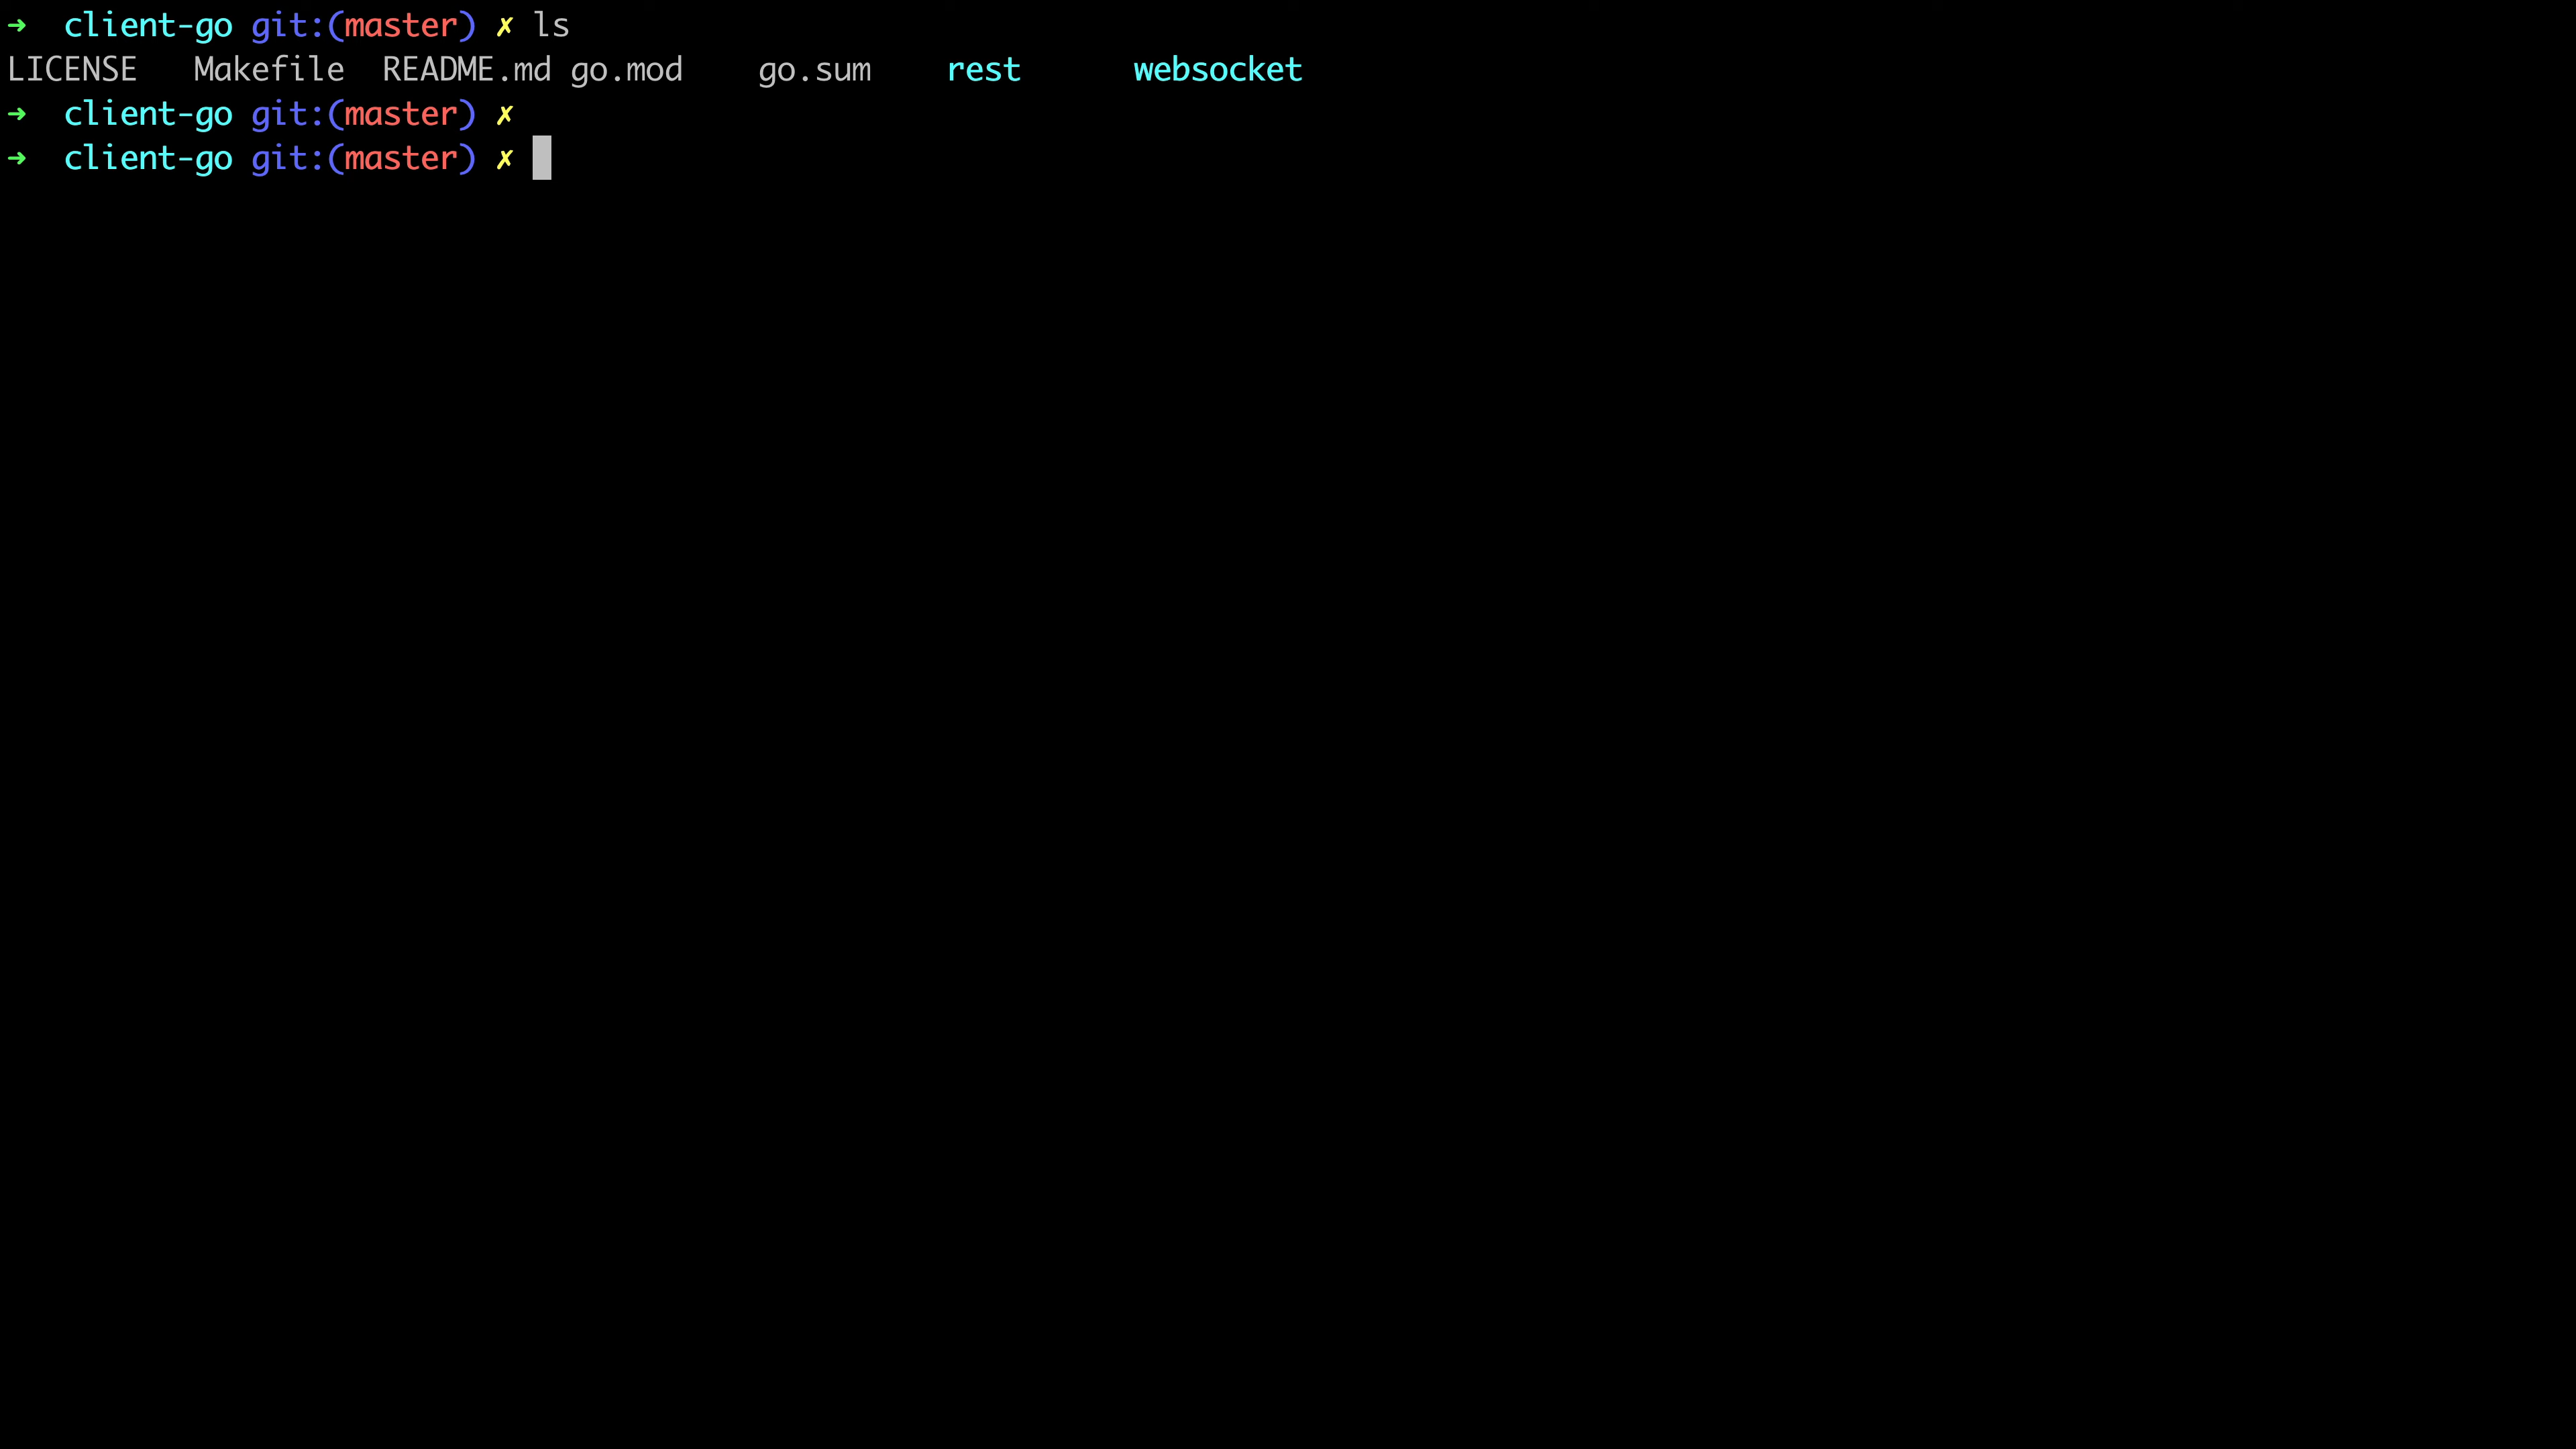 ➜  client-go git:(master) ✗ ls
LICENSE   Makefile  README.md go.mod    go.sum    rest      websocket
➜  client-go git:(master) ✗
➜  client-go git:(master) ✗